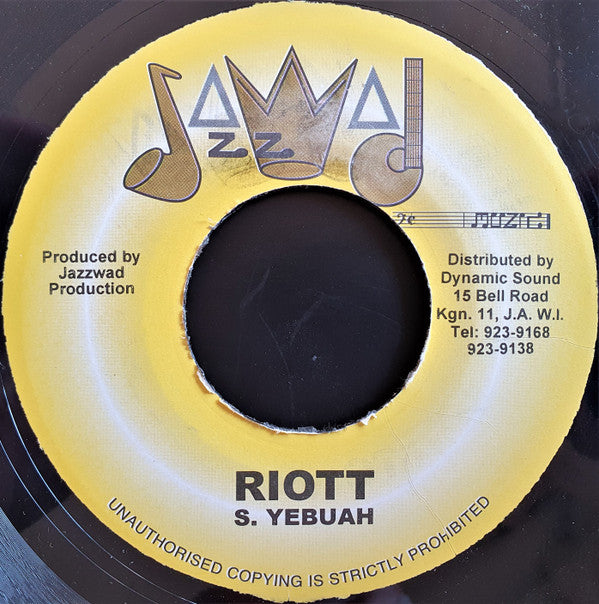 JAZZWAD
MUZIC
Produced by
Jazzwad
Production
Distributed by
Dynamic Sound
15 Bell Road
Kgn. 11, J.A. W.I.
Tel: 923-9168
923-9138
RIOTT
S. YEBUAH
UNAUTHORISED COPYING IS STRICTLY PROHIBITED